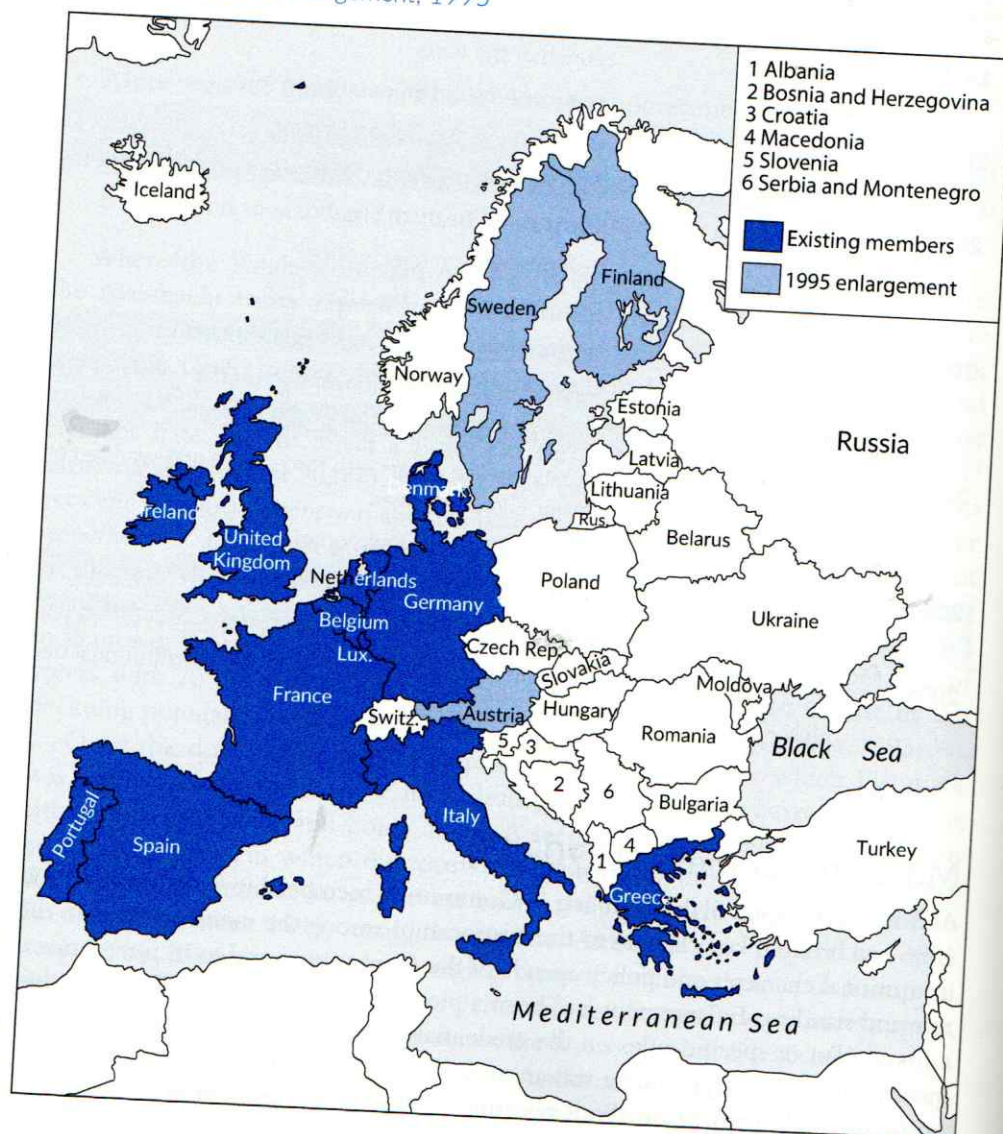 1995
1 Albania
2 Bosnia and Herzegovina
3 Croatia
4 Macedonia
5 Slovenia
6 Serbia and Montenegro
Existing members
1995 enlargement
Iceland
Finland
Sweden
Norway
Estonia
Russia
Latvia
Lithuania
Rus.
Belarus
Denmark
Ireland
United
Kingdom
Netherlands
Germany
Poland
Ukraine
Belgium
Lux.
Czech Rep.
Slovakia
France
Switz.
Austria
Hungary
Moldova
Romania
Black Sea
5
3
2
6
Bulgaria
Italy
Portugal
Spain
4
1
Greece
Turkey
Mediterranean Sea